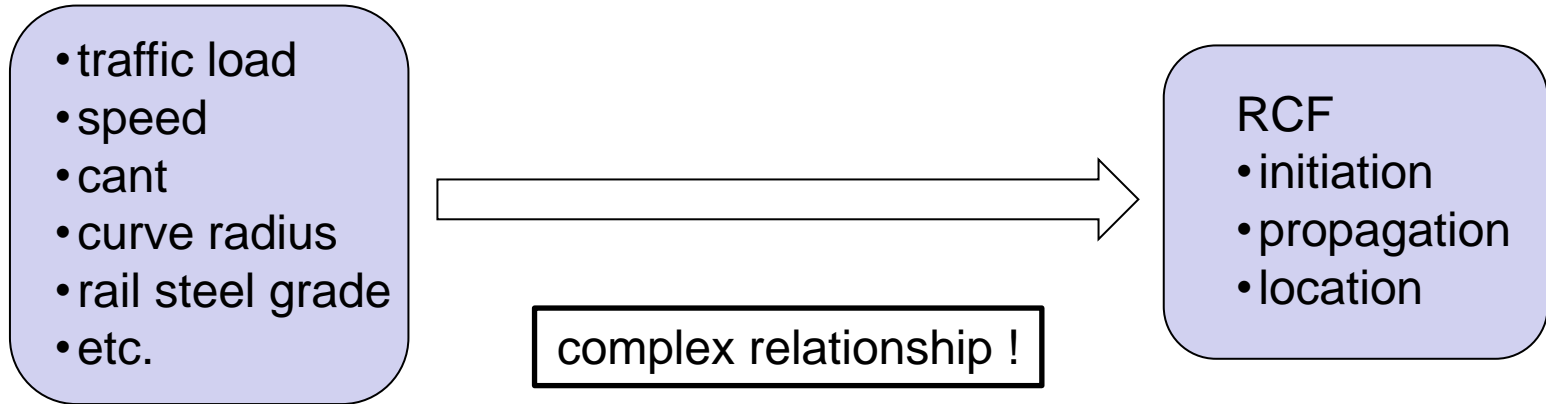 •traffic load
•speed
•cant
•curve radius
•rail steel grade
•etc.
complex relationship !
RCF
•initiation
•propagation
•location